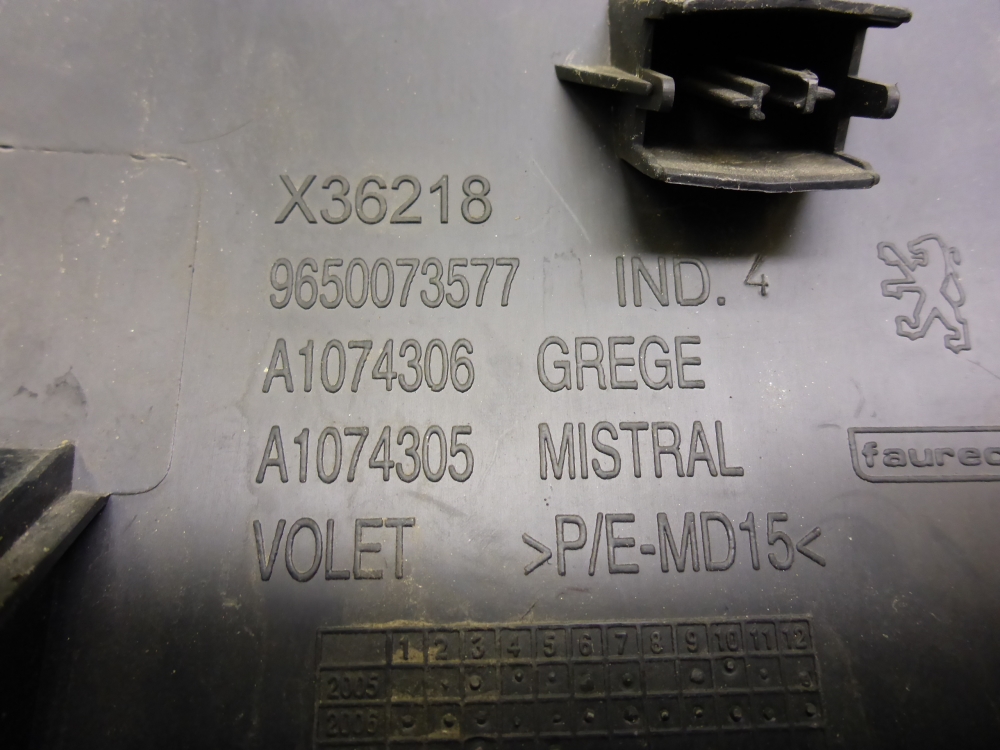 X36218
9650073577 IND. 4
A1074306 GREGE
A1074305 MISTRAL
faurec
VOLET >P/E-MD15<
1 2 3 4 5 6 7 8 9 10 11 12
2005
2006